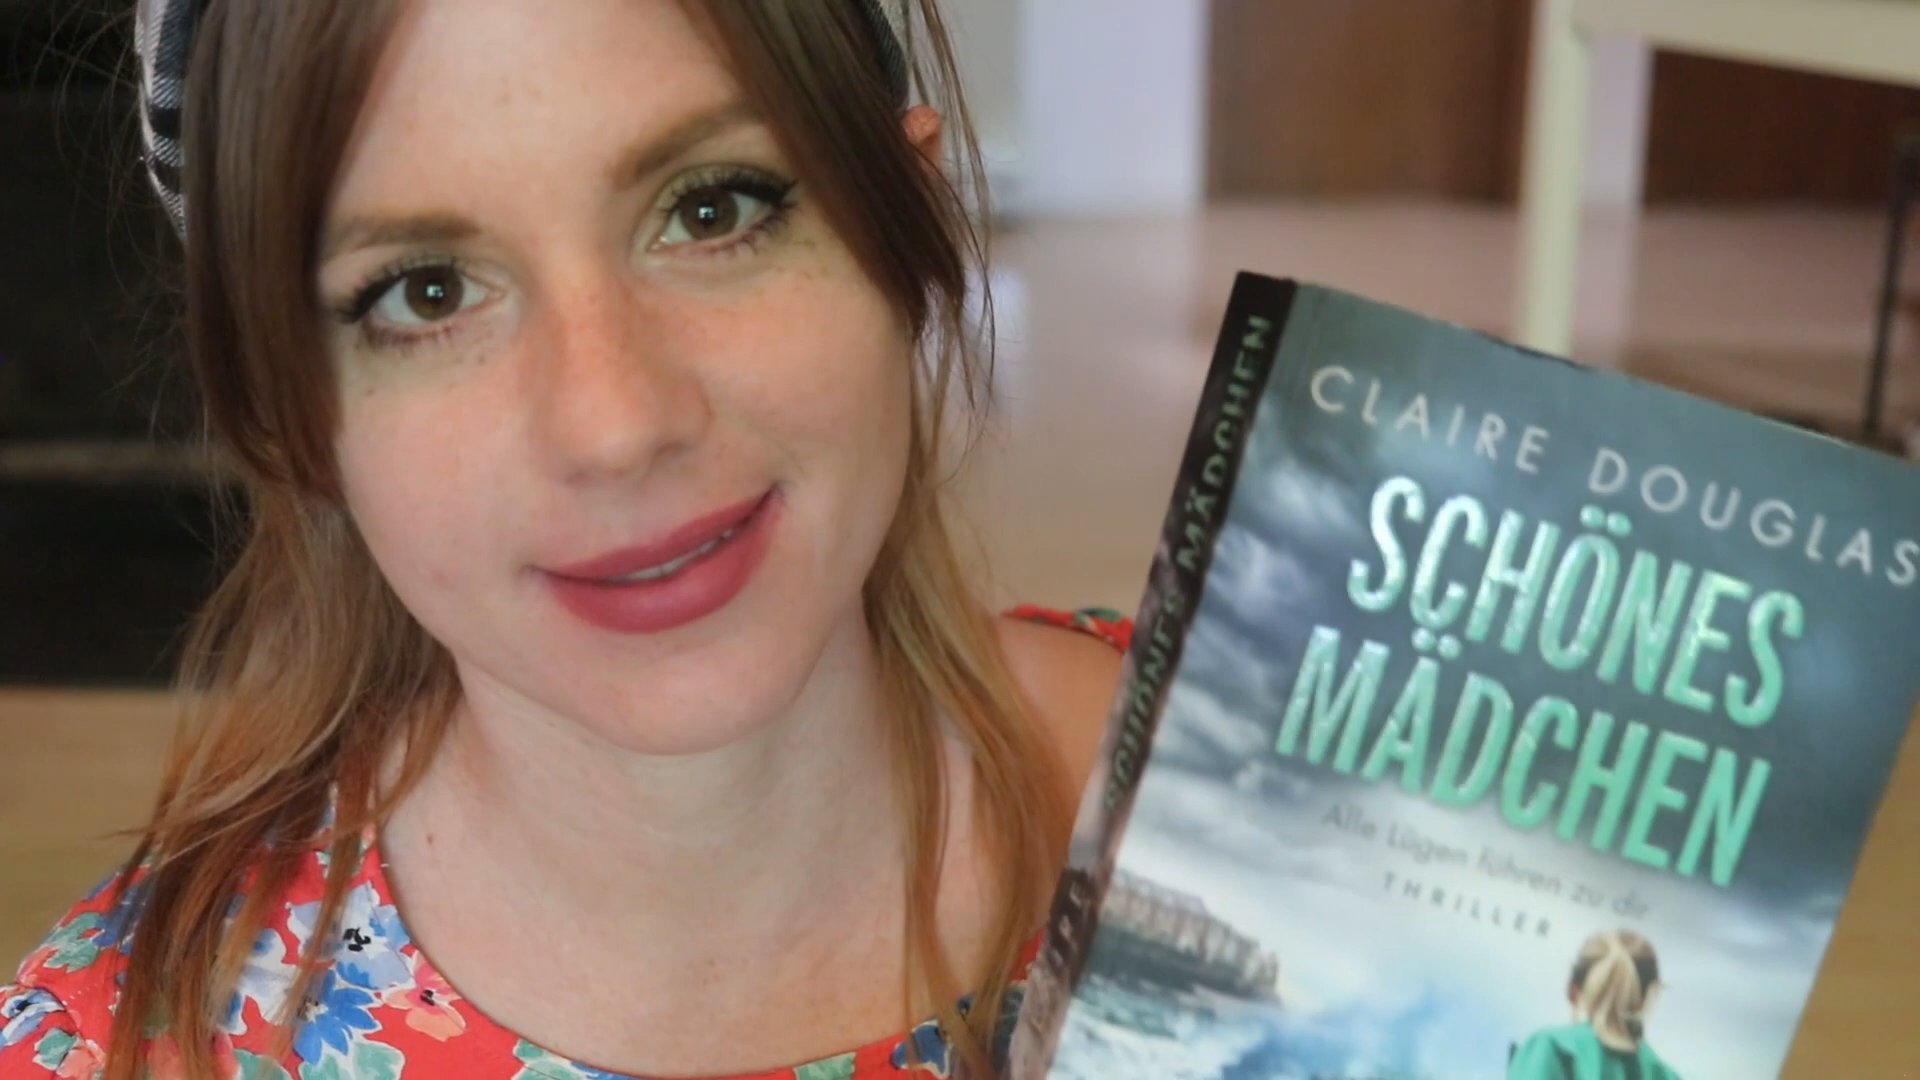 CLAIRE DOUGLAS
SCHÖNES
MÄDCHEN
Alle Lügen führen zu dir
THRILLER
SCHÖNES MÄDCHEN